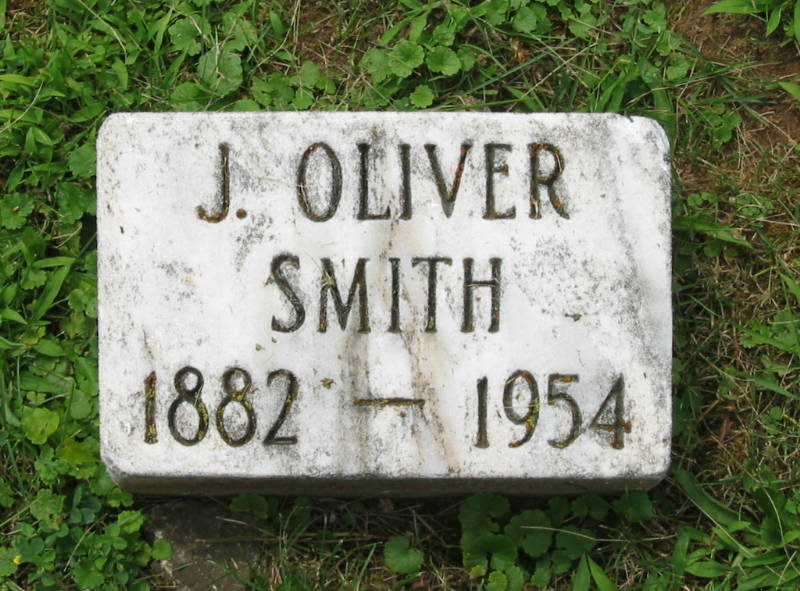 J. OLIVER
SMITH
1882 — 1954